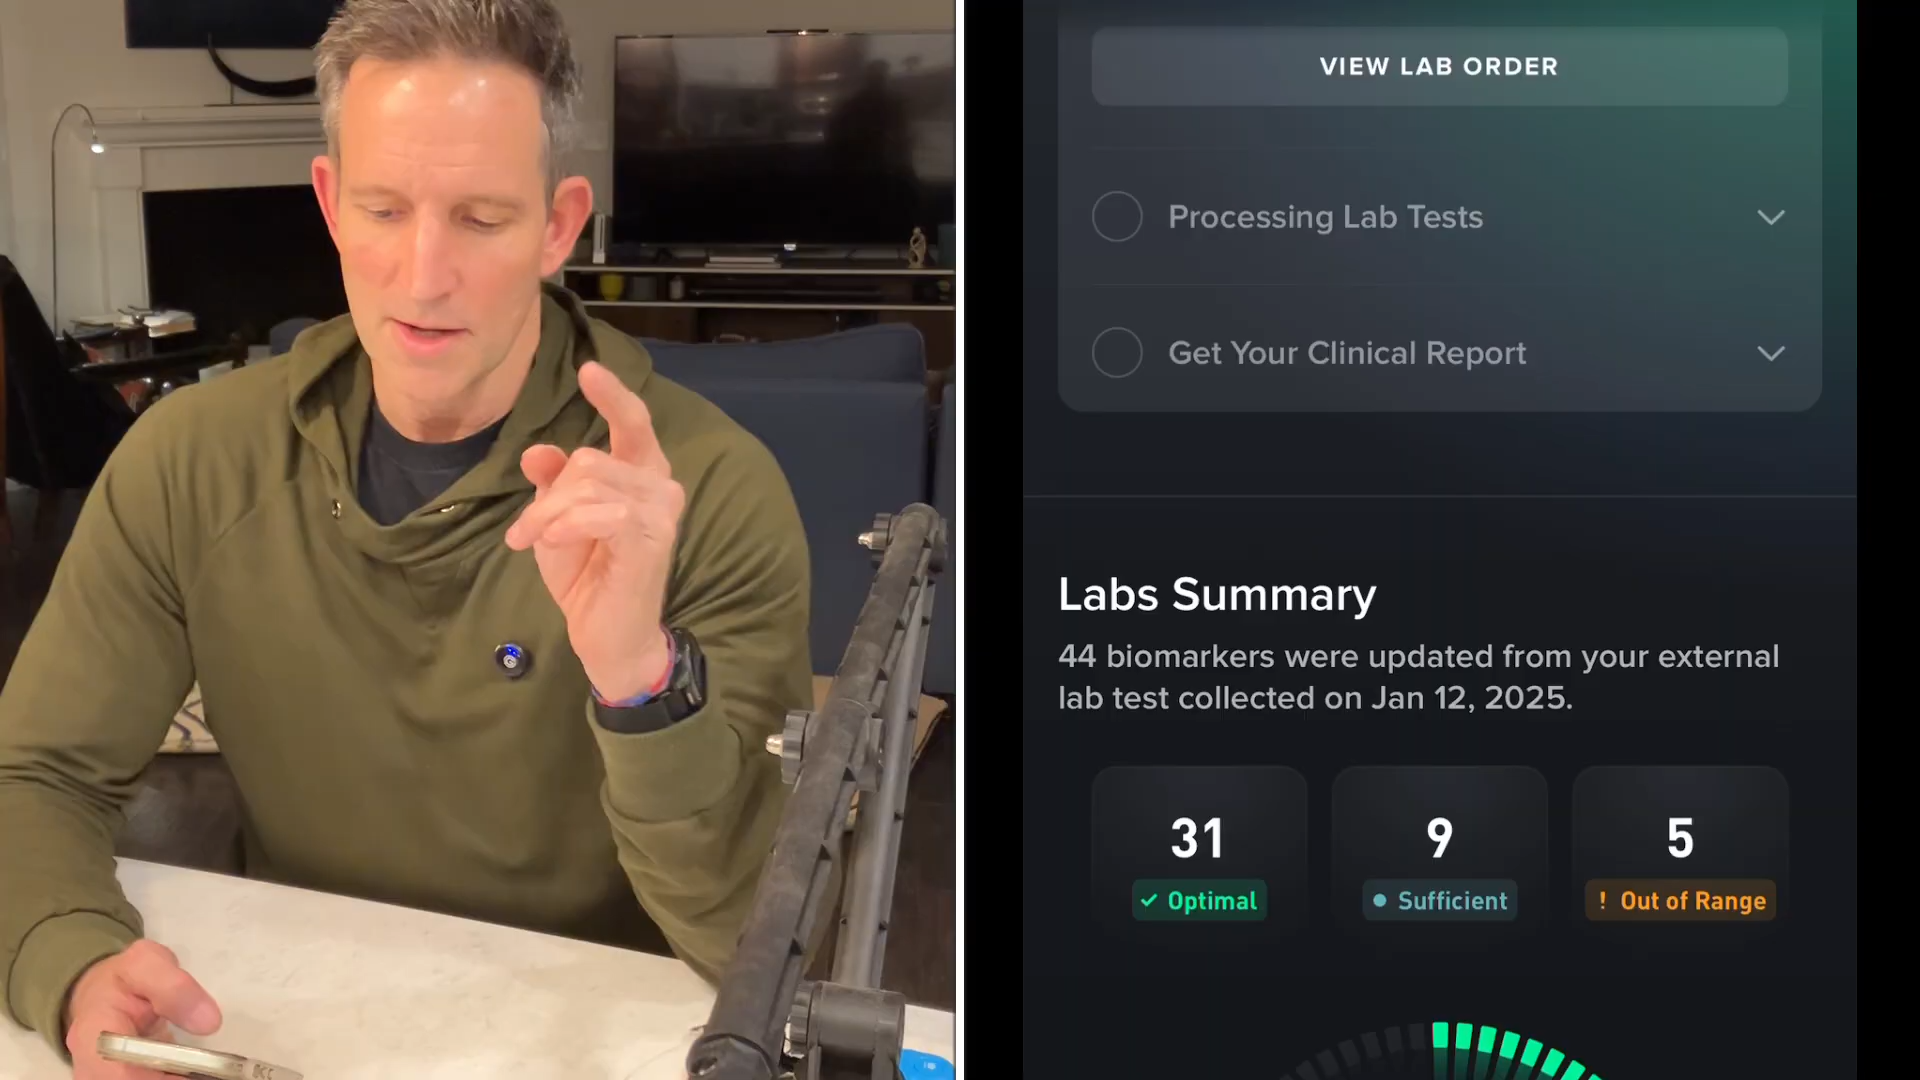 VIEW LAB ORDER
Processing Lab Tests
Get Your Clinical Report
Labs Summary
44 biomarkers were updated from your external
lab test collected on Jan 12, 2025.
31
Optimal
9
Sufficient
5
! Out of Range